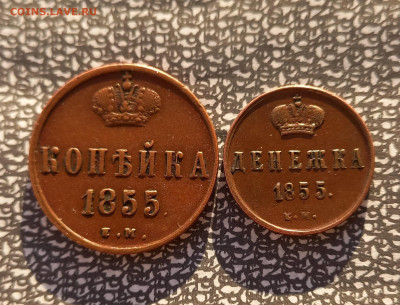 COINS.LAVE.RU
КОПѢЙКА
1855.
Е.М.
ДЕНЕЖКА
1855.